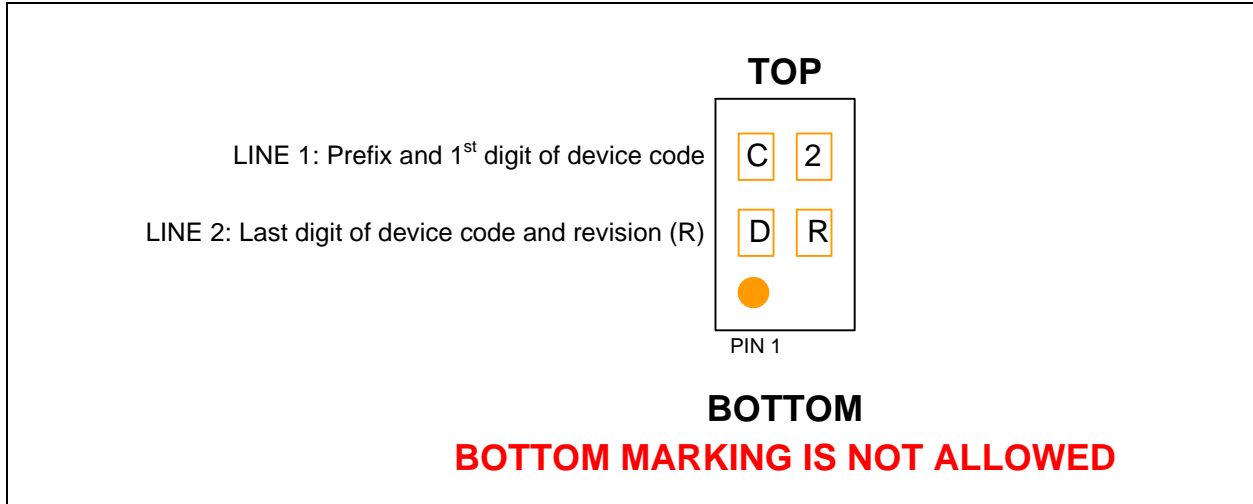 TOP
LINE 1: Prefix and 1st digit of device code C 2
LINE 2: Last digit of device code and revision (R) D R
PIN 1
BOTTOM
BOTTOM MARKING IS NOT ALLOWED